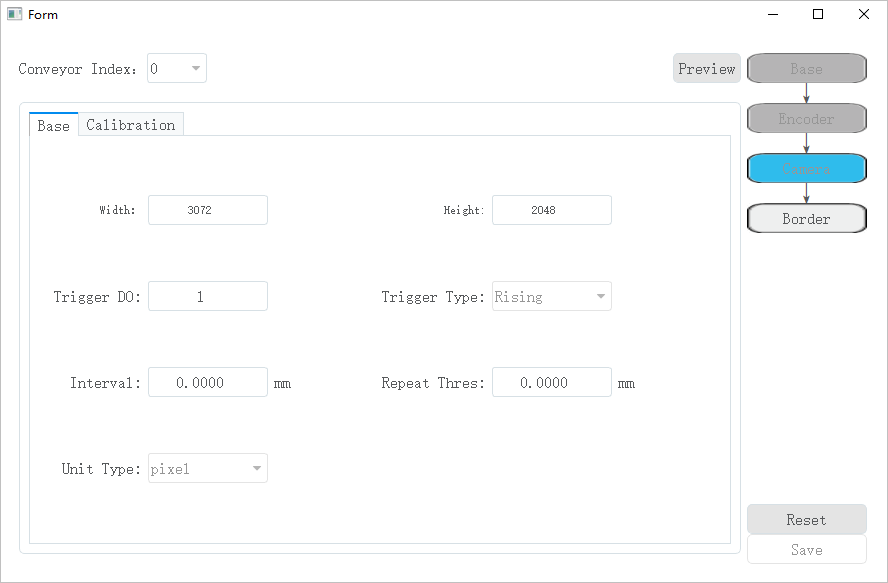 Form
Conveyor Index: 0
Preview
Base
Encoder
Border
Base Calibration
Width: 3072 Height: 2048
Trigger DO: 1 Trigger Type: Rising
Interval: 0.0000 mm Repeat Thres: 0.0000 mm
Unit Type: pixel
Reset
Save